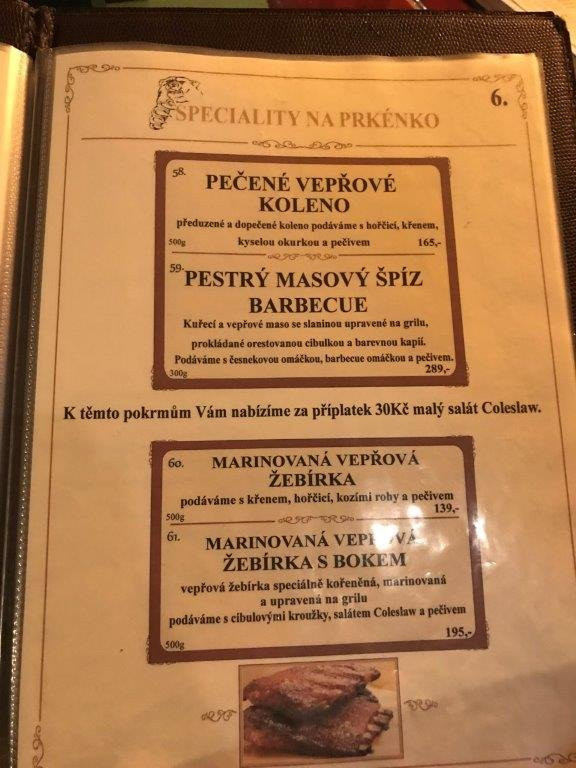 6.
SPECIALITY NA PRKÉNKO
58.
PEČENÉ VEPŘOVÉ
KOLENO
předuzené a dopečené koleno podáváme s hořčicí, křenem,
500g kyselou okurkou a pečivem 165,-
59.
PESTRÝ MASOVÝ ŠPÍZ
BARBECUE
Kuřecí a vepřové maso se slaninou upravené na grilu,
prokládané orestovanou cibulkou a barevnou kapií.
Podáváme s česnekovou omáčkou, barbecue omáčkou a pečivem.
300g 289,-
K těmto pokrmům Vám nabízíme za příplatek 30Kč malý salát Coleslaw.
60.
MARINOVANÁ VEPŘOVÁ
ŽEBÍRKA
podáváme s křenem, hořčicí, kozími rohy a pečivem
500g 139,-
61.
MARINOVANÁ VEPŘOVÁ
ŽEBÍRKA S BOKEM
vepřová žebírka speciálně kořeněná, marinovaná
a upravená na grilu
podáváme s cibulovými kroužky, salátem Coleslaw a pečivem
500g 195,-